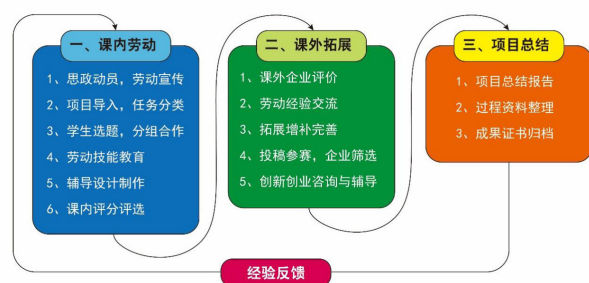 一、课内劳动
1、思政动员，劳动宣传
2、项目导入，任务分类
3、学生选题，分组合作
4、劳动技能教育
5、辅导设计制作
6、课内评分评选
二、课外拓展
1、课外企业评价
2、劳动经验交流
3、拓展增补完善
4、投稿参赛，企业筛选
5、创新创业咨询与辅导
三、项目总结
1、项目总结报告
2、过程资料整理
3、成果证书归档
经验反馈